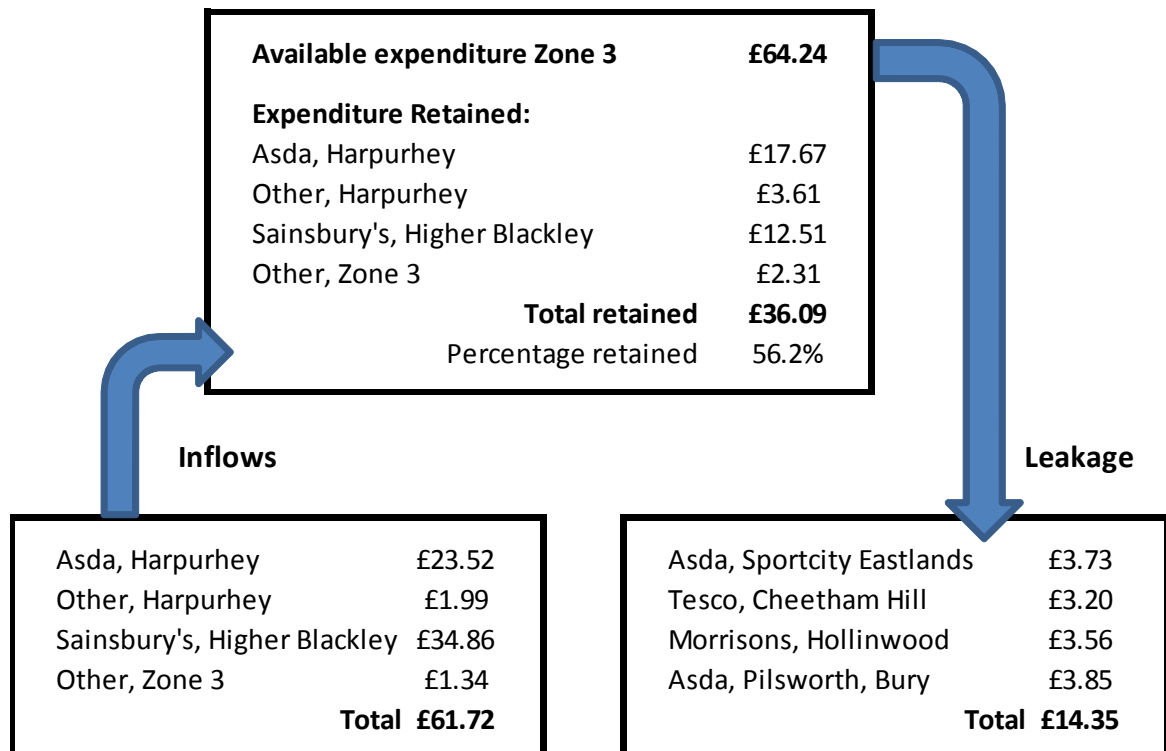 Available expenditure Zone 3 £64.24
Expenditure Retained:
Asda, Harpurhey £17.67
Other, Harpurhey £3.61
Sainsbury's, Higher Blackley £12.51
Other, Zone 3 £2.31
Total retained £36.09
Percentage retained 56.2%
Inflows
Leakage
Asda, Harpurhey £23.52
Other, Harpurhey £1.99
Sainsbury's, Higher Blackley £34.86
Other, Zone 3 £1.34
Total £61.72
Asda, Sportcity Eastlands £3.73
Tesco, Cheetham Hill £3.20
Morrisons, Hollinwood £3.56
Asda, Pilsworth, Bury £3.85
Total £14.35